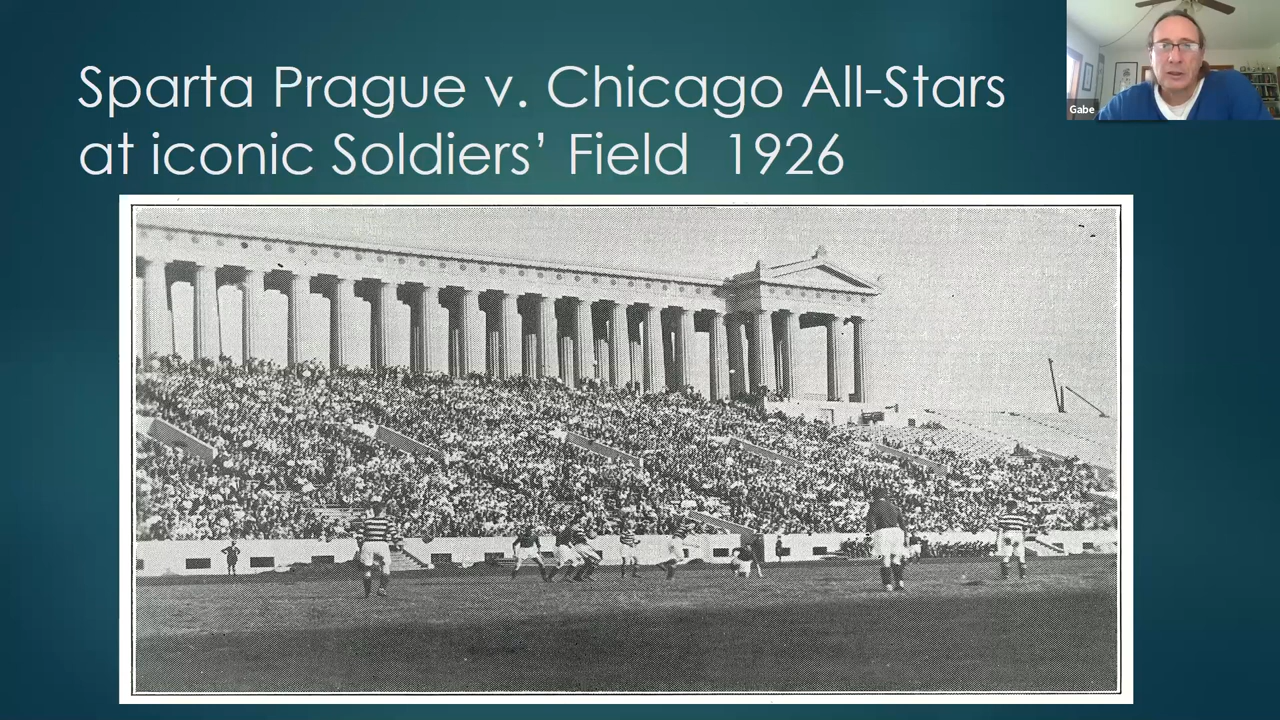 Sparta Prague v. Chicago All-Stars
at iconic Soldiers’ Field 1926
Gabe